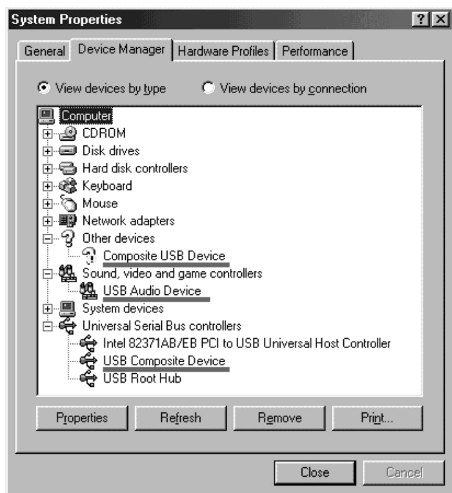 System Properties
General Device Manager Hardware Profiles Performance
View devices by type View devices by connection
Computer
CDROM
Disk drives
Hard disk controllers
Keyboard
Mouse
Network adapters
Other devices
Composite USB Device
Sound, video and game controllers
USB Audio Device
System devices
Universal Serial Bus controllers
Intel 82371AB/EB PCI to USB Universal Host Controller
USB Composite Device
USB Root Hub
Properties Refresh Remove Print...
Close Cancel